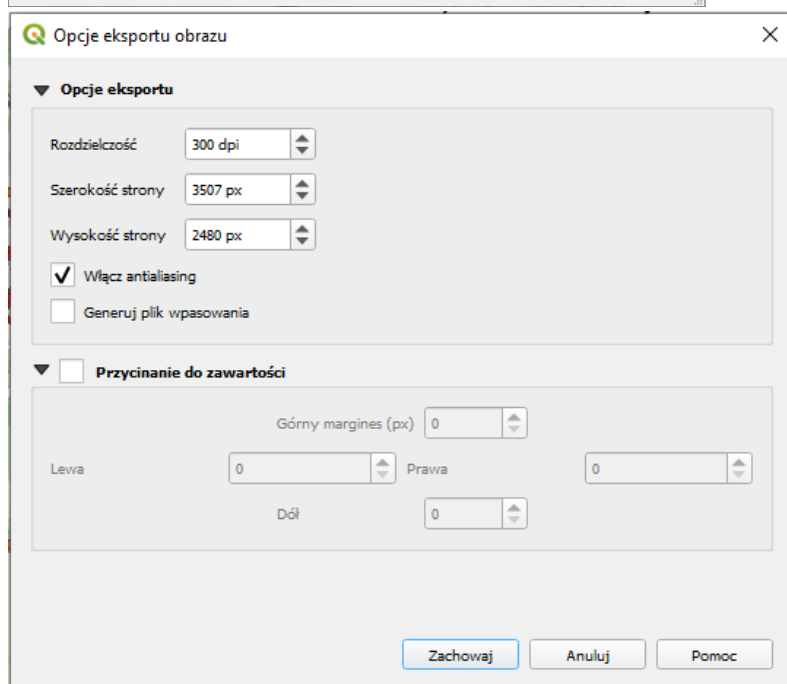 Opcje eksportu obrazu
Opcje eksportu
Rozdzielczość 300 dpi
Szerokość strony 3507 px
Wysokość strony 2480 px
Włącz antialiasing
Generuj plik wpasowania
Przycinanie do zawartości
Górny margines (px) 0
Lewa 0 Prawa 0
Dół 0
Zachowaj Anuluj Pomoc